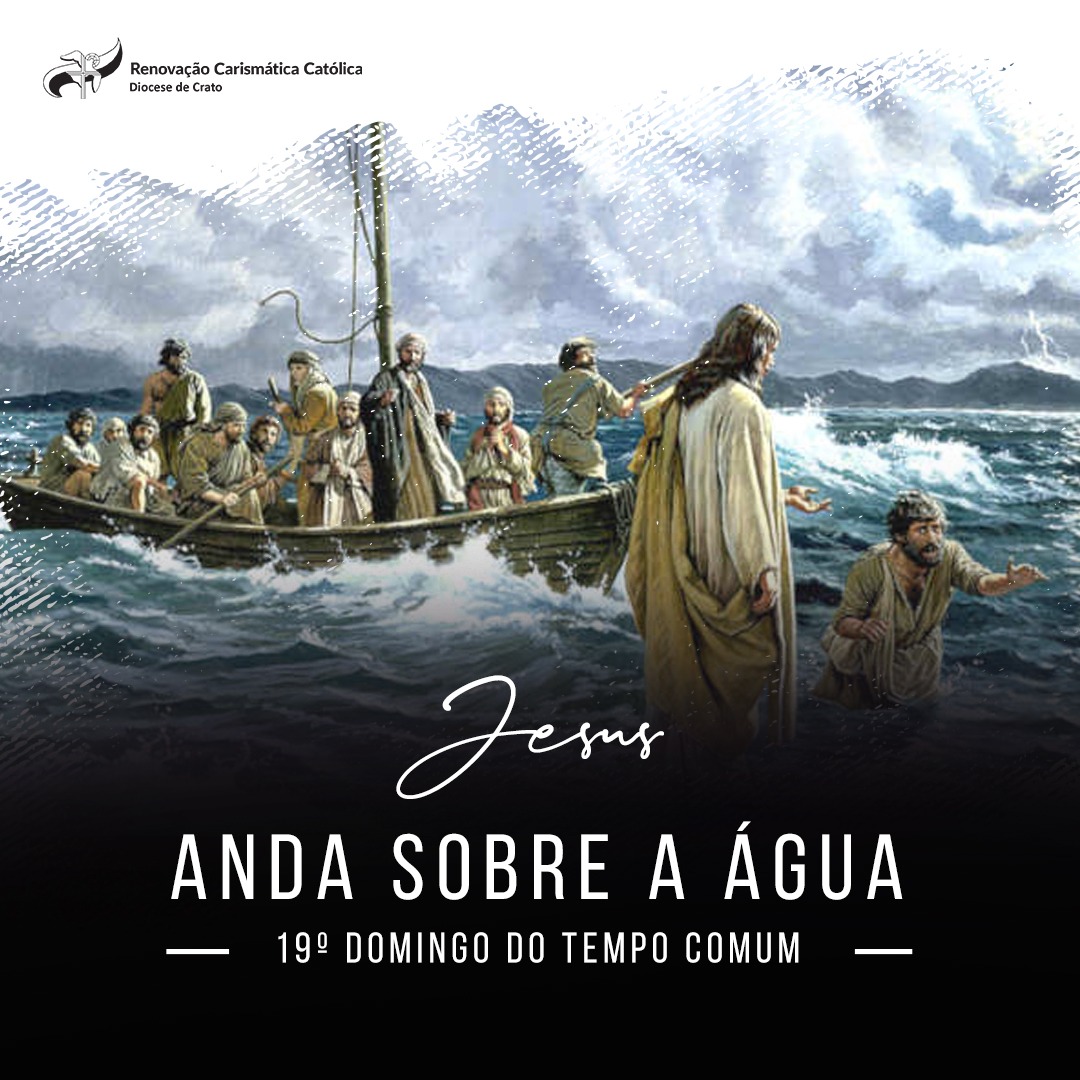 Renovação Carismática Católica
Diocese de Crato
Jesus
ANDA SOBRE A ÁGUA
19º DOMINGO DO TEMPO COMUM